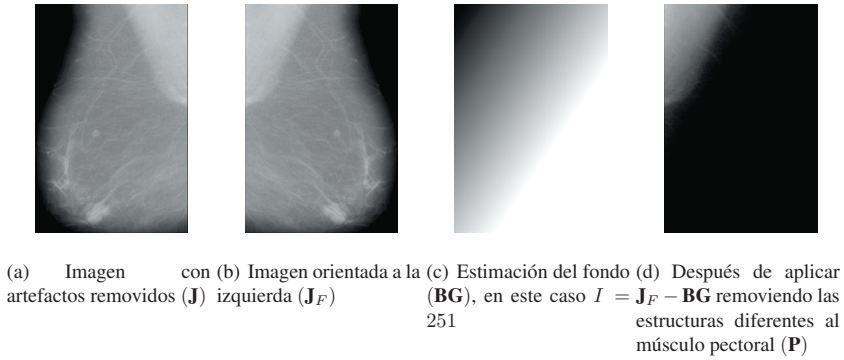 (a) Imagen con artefactos removidos (J)
(b) Imagen orientada a la izquierda (J_F)
(c) Estimación del fondo (BG), en este caso I = 251
(d) Después de aplicar J_F − BG removiendo las estructuras diferentes al músculo pectoral (P)